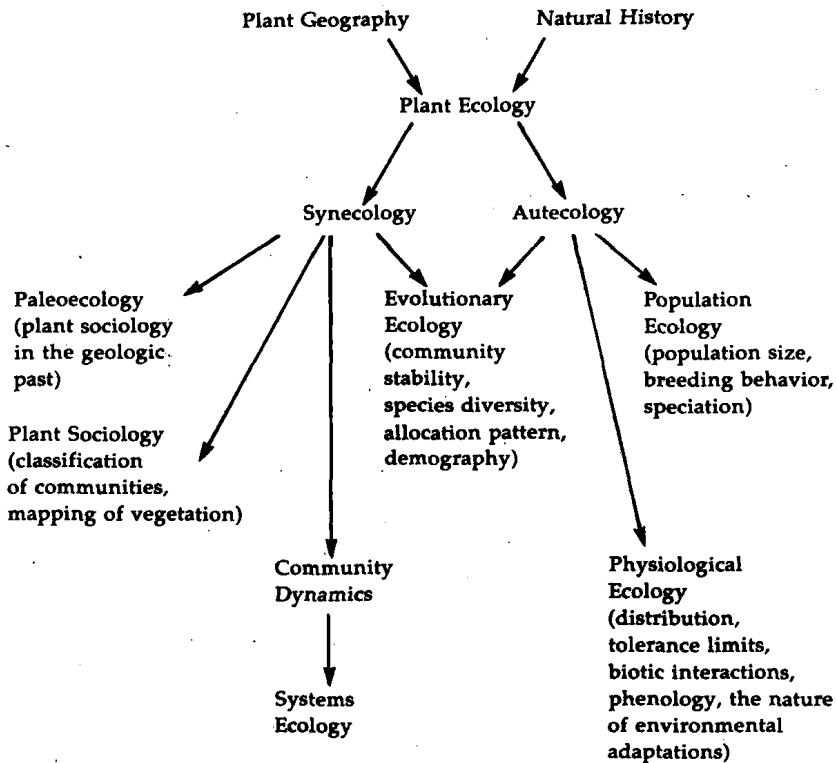 Plant Geography
Natural History
Plant Ecology
Synecology
Autecology
Paleoecology
(plant sociology
in the geologic
past)
Evolutionary
Ecology
(community
stability,
species diversity,
allocation pattern,
demography)
Population
Ecology
(population size,
breeding behavior,
speciation)
Plant Sociology
(classification
of communities,
mapping of vegetation)
Community
Dynamics
Physiological
Ecology
(distribution,
tolerance limits,
biotic interactions,
phenology, the nature
of environmental
adaptations)
Systems
Ecology